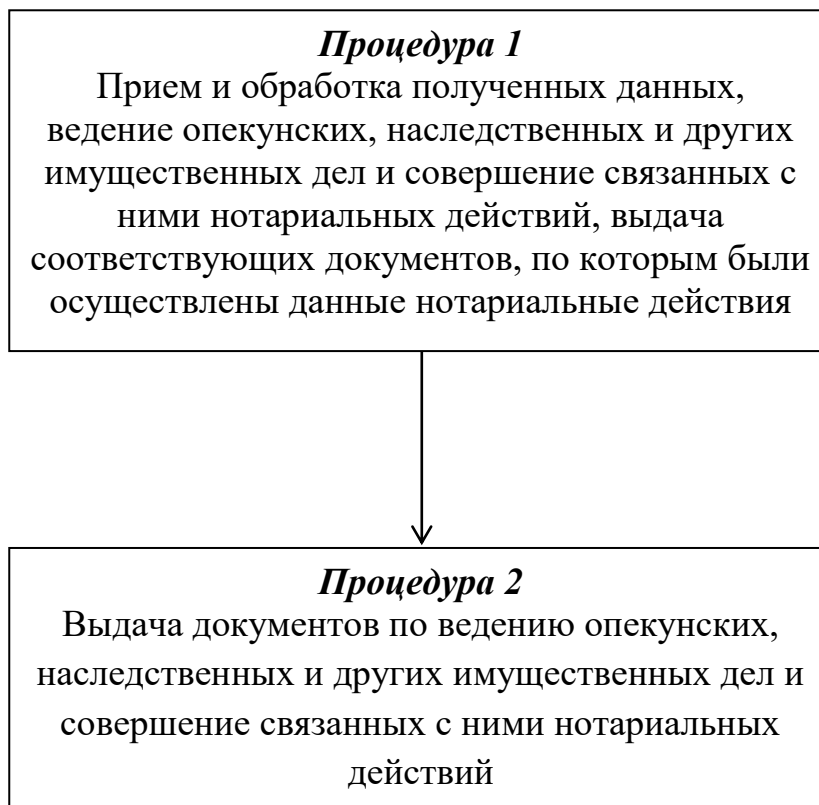 Процедура 1
Прием и обработка полученных данных,
ведение опекунских, наследственных и других
имущественных дел и совершение связанных с
ними нотариальных действий, выдача
соответствующих документов, по которым были
осуществлены данные нотариальные действия
Процедура 2
Выдача документов по ведению опекунских,
наследственных и других имущественных дел и
совершение связанных с ними нотариальных
действий